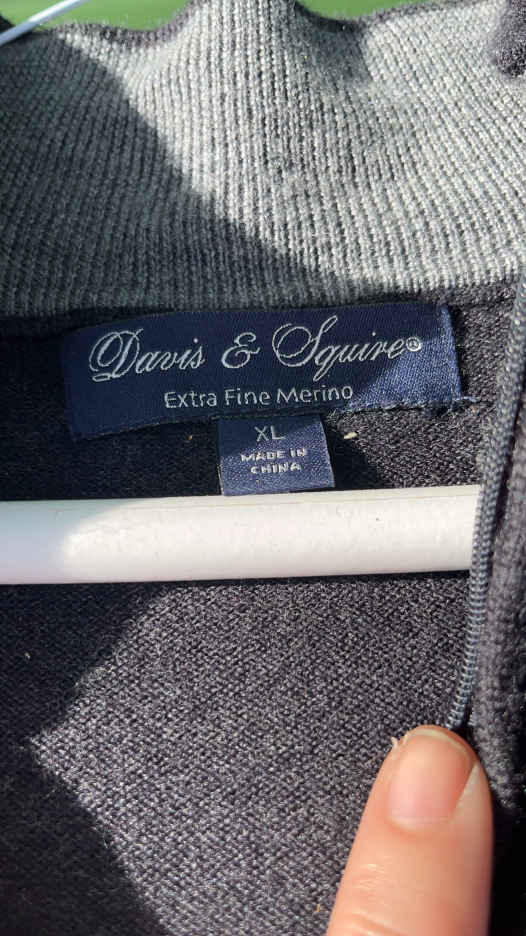 Davis & Squire®
Extra Fine Merino
XL
MADE IN
CHINA